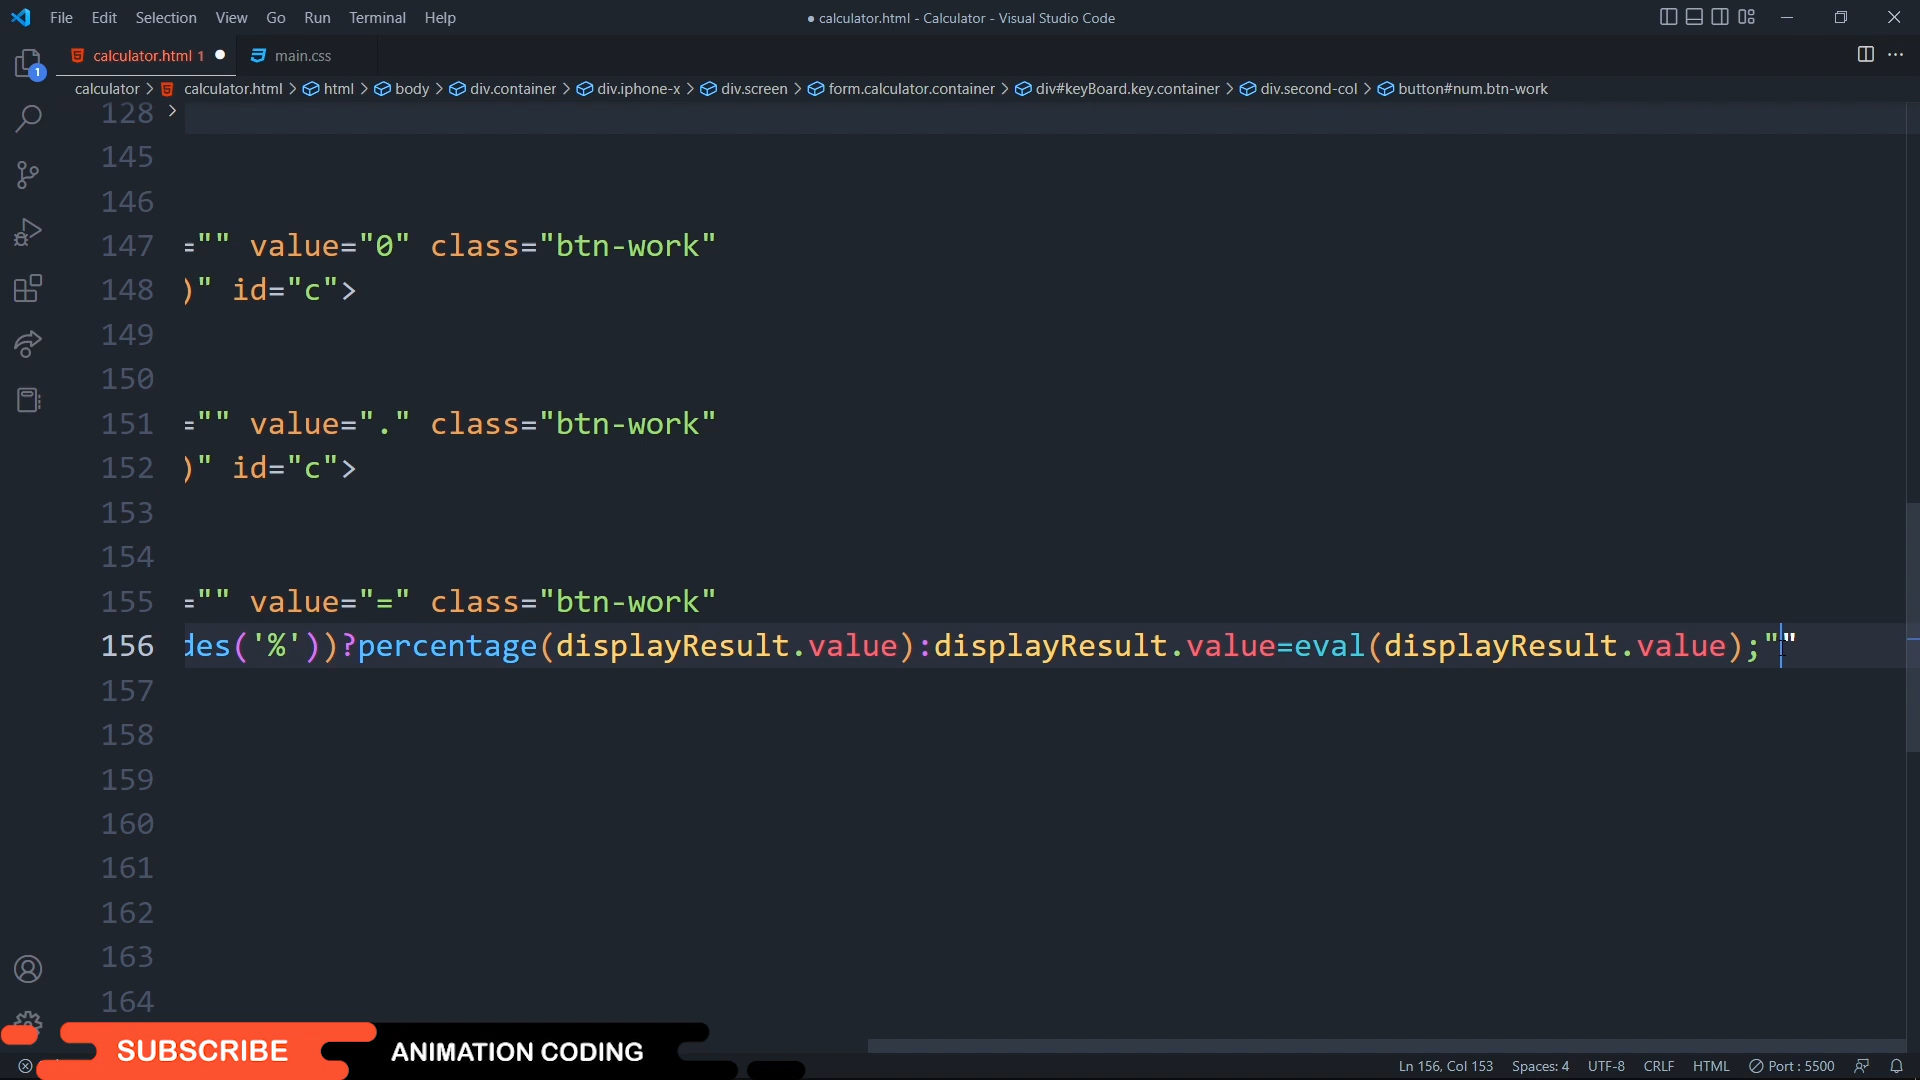 File Edit Selection View Go Run Terminal Help
● calculator.html - Calculator - Visual Studio Code
1
calculator.html 1 ●
main.css
calculator > calculator.html > html > body > div.container > div.iphone-x > div.screen > form.calculator.container > div#keyBoard.key.container > div.second-col > button#num.btn-work
128 >
145
146
147 ="" value="0" class="btn-work"
148 )" id="c">
149
150
151 ="" value="." class="btn-work"
152 )" id="c">
153
154
155 ="" value="=" class="btn-work"
156 des('%'))?percentage(displayResult.value):displayResult.value=eval(displayResult.value);""
157
158
159
160
161
162
163
164
SUBSCRIBE
ANIMATION CODING
Ln 156, Col 153 Spaces: 4 UTF-8 CRLF HTML Port : 5500